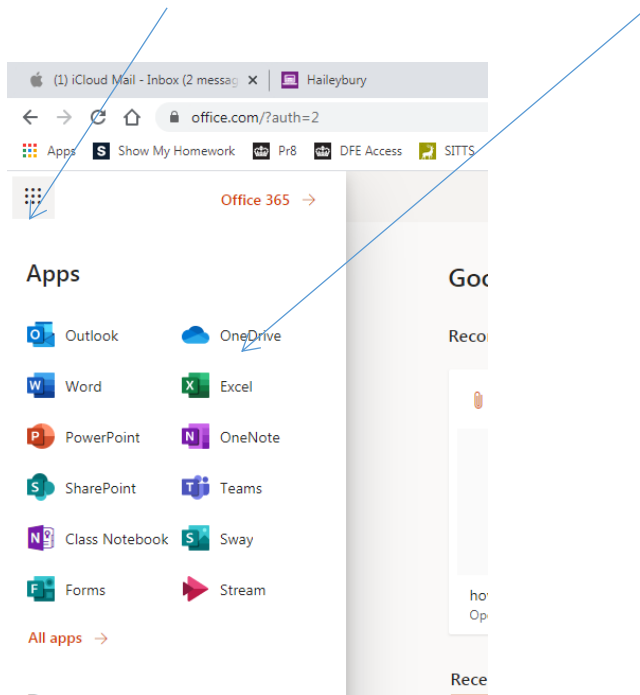 (1) iCloud Mail - Inbox (2 messag Haileybury
office.com/?auth=2
Apps S Show My Homework Pr8 DFE Access SITTS
Office 365 →
Apps
Goo
Outlook OneDrive
Reco
Word Excel
PowerPoint OneNote
SharePoint Teams
Class Notebook Sway
Forms Stream
how
Ope
All apps →
Rece